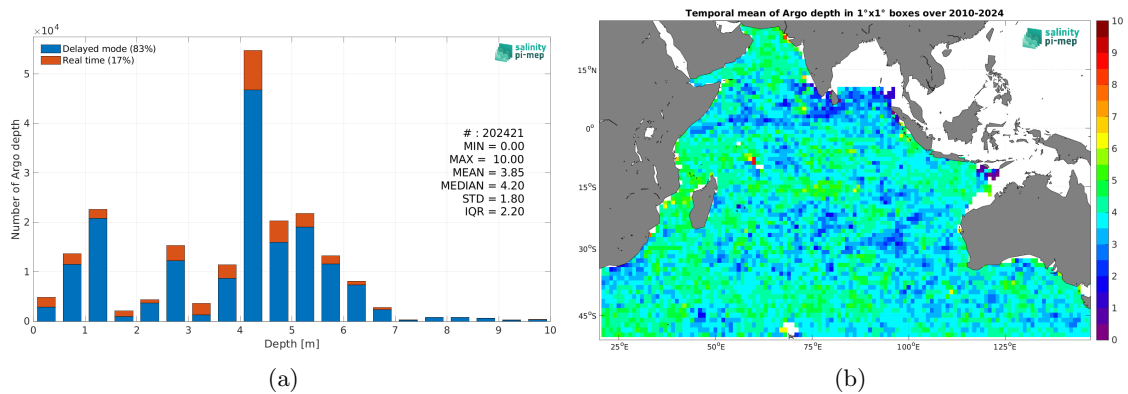 ×10⁴
Delayed mode (83%)
Real time (17%)
salinity
pi-mep
# : 202421
MIN = 0.00
MAX = 10.00
MEAN = 3.85
MEDIAN = 4.20
STD = 1.80
IQR = 2.20
Number of Argo depth
5
4
3
2
1
0
0 1 2 3 4 5 6 7 8 9 10
Depth [m]
(a)
Temporal mean of Argo depth in 1°x1° boxes over 2010-2024
salinity
pi-mep
15°N
0°
15°S
30°S
45°S
25°E 50°E 75°E 100°E 125°E
10
9
8
7
6
5
4
3
2
1
0
(b)